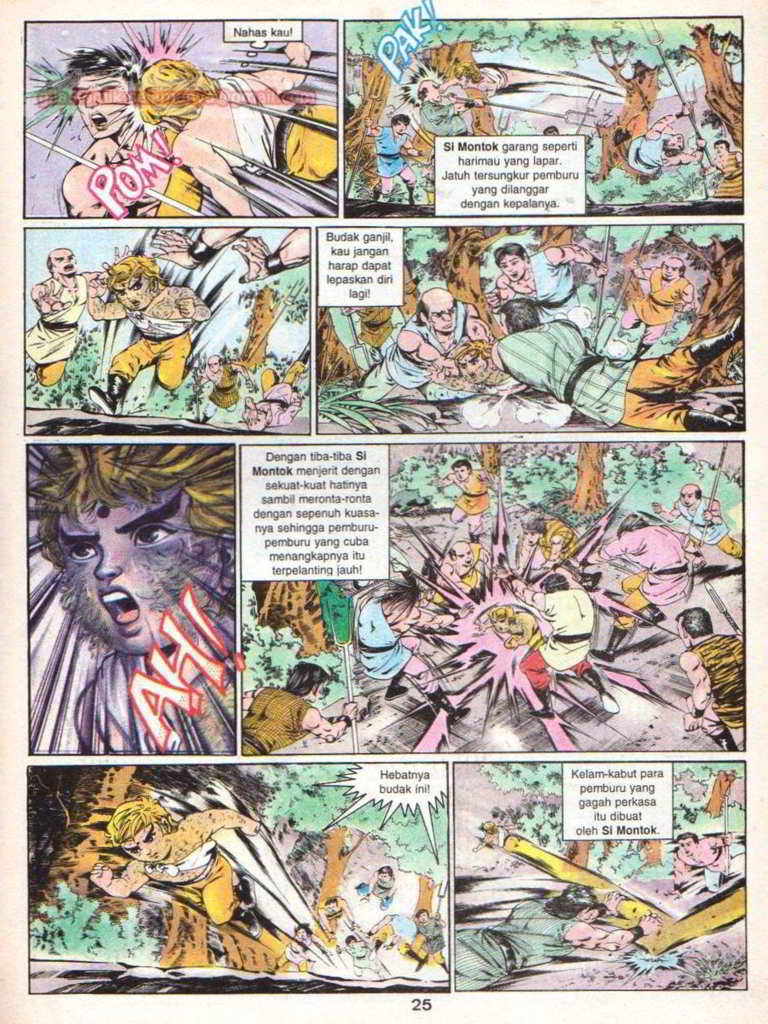 Nahas kau!
POM!
PAK!
Si Montok garang seperti
harimau yang lapar.
Jatuh tersungkur pemburu
yang dilanggar
dengan kepalanya.
Budak ganjil,
kau jangan
harap dapat
lepaskan diri
lagi!
AH!
Dengan tiba-tiba Si
Montok menjerit dengan
sekuat-kuat hatinya
sambil meronta-ronta
dengan sepenuh kuasa-
nya sehingga pemburu-
pemburu yang cuba
menangkapnya itu
terpelanting jauh!
Hebatnya
budak ini!
Kelam-kabut para
pemburu yang
gagah perkasa
itu dibuat
oleh Si Montok.
25